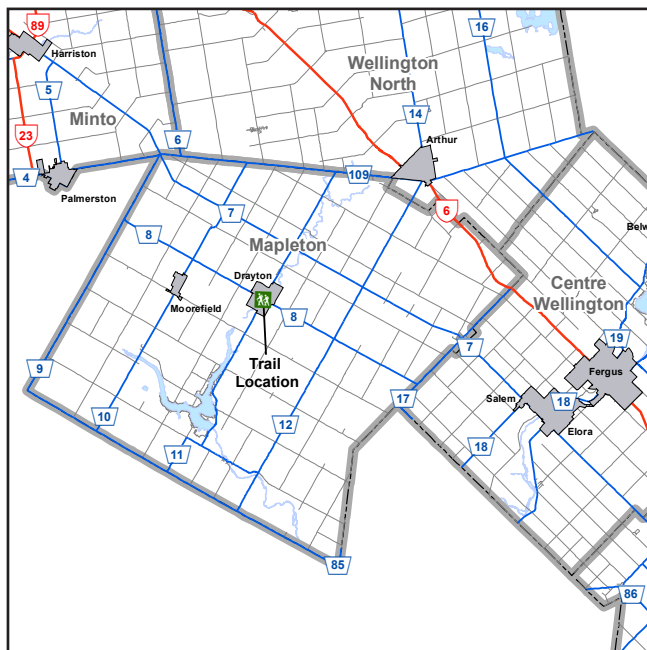 89
Harriston
16
Wellington
North
5
Minto
14
23
Arthur
6
4
109
Palmerston
7
6
8
Mapleton
Belw
Drayton
Centre
Wellington
Moorefield
8
19
7
Trail
Location
9
Fergus
17
Salem
18
10
12
Elora
18
11
85
86